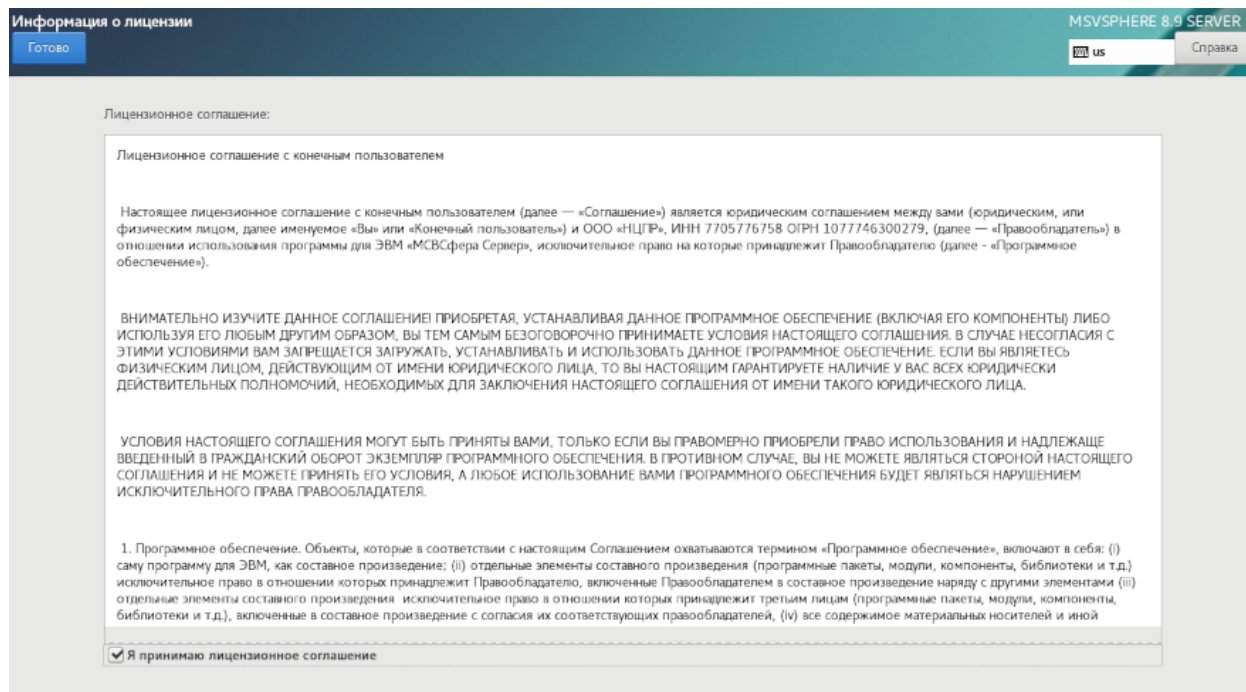 Информация о лицензии
MSVSPHERE 8.9 SERVER
Готово
us
Справка
Лицензионное соглашение:
Лицензионное соглашение с конечным пользователем
Настоящее лицензионное соглашение с конечным пользователем (далее — «Соглашение») является юридическим соглашением между вами (юридическим, или
физическим лицом, далее именуемое «Вы» или «Конечный пользователь») и ООО «НЦПР», ИНН 7705776758 ОГРН 1077746300279, (далее — «Правообладатель») в
отношении использования программы для ЭВМ «МСВСфера Сервер», исключительное право на которые принадлежит Правообладателю (далее - «Программное
обеспечение»).
ВНИМАТЕЛЬНО ИЗУЧИТЕ ДАННОЕ СОГЛАШЕНИЕ! ПРИОБРЕТАЯ, УСТАНАВЛИВАЯ ДАННОЕ ПРОГРАММНОЕ ОБЕСПЕЧЕНИЕ (ВКЛЮЧАЯ ЕГО КОМПОНЕНТЫ) ЛИБО
ИСПОЛЬЗУЯ ЕГО ЛЮБЫМ ДРУГИМ ОБРАЗОМ, ВЫ ТЕМ САМЫМ БЕЗОГОВОРОЧНО ПРИНИМАЕТЕ УСЛОВИЯ НАСТОЯЩЕГО СОГЛАШЕНИЯ. В СЛУЧАЕ НЕСОГЛАСИЯ С
ЭТИМИ УСЛОВИЯМИ ВАМ ЗАПРЕЩАЕТСЯ ЗАГРУЖАТЬ, УСТАНАВЛИВАТЬ И ИСПОЛЬЗОВАТЬ ДАННОЕ ПРОГРАММНОЕ ОБЕСПЕЧЕНИЕ. ЕСЛИ ВЫ ЯВЛЯЕТЕСЬ
ФИЗИЧЕСКИМ ЛИЦОМ, ДЕЙСТВУЮЩИМ ОТ ИМЕНИ ЮРИДИЧЕСКОГО ЛИЦА, ТО ВЫ НАСТОЯЩИМ ГАРАНТИРУЕТЕ НАЛИЧИЕ У ВАС ВСЕХ ЮРИДИЧЕСКИ
ДЕЙСТВИТЕЛЬНЫХ ПОЛНОМОЧИЙ, НЕОБХОДИМЫХ ДЛЯ ЗАКЛЮЧЕНИЯ НАСТОЯЩЕГО СОГЛАШЕНИЯ ОТ ИМЕНИ ТАКОГО ЮРИДИЧЕСКОГО ЛИЦА.
УСЛОВИЯ НАСТОЯЩЕГО СОГЛАШЕНИЯ МОГУТ БЫТЬ ПРИНЯТЫ ВАМИ, ТОЛЬКО ЕСЛИ ВЫ ПРАВОМЕРНО ПРИОБРЕЛИ ПРАВО ИСПОЛЬЗОВАНИЯ И НАДЛЕЖАЩЕ
ВВЕДЕННЫЙ В ГРАЖДАНСКИЙ ОБОРОТ ЭКЗЕМПЛЯР ПРОГРАММНОГО ОБЕСПЕЧЕНИЯ. В ПРОТИВНОМ СЛУЧАЕ, ВЫ НЕ МОЖЕТЕ ЯВЛЯТЬСЯ СТОРОНОЙ НАСТОЯЩЕГО
СОГЛАШЕНИЯ И НЕ МОЖЕТЕ ПРИНЯТЬ ЕГО УСЛОВИЯ, А ЛЮБОЕ ИСПОЛЬЗОВАНИЕ ВАМИ ПРОГРАММНОГО ОБЕСПЕЧЕНИЯ БУДЕТ ЯВЛЯТЬСЯ НАРУШЕНИЕМ
ИСКЛЮЧИТЕЛЬНОГО ПРАВА ПРАВООБЛАДАТЕЛЯ.
1. Программное обеспечение. Объекты, которые в соответствии с настоящим Соглашением охватываются термином «Программное обеспечение», включают в себя: (i)
саму программу для ЭВМ, как составное произведение; (ii) отдельные элементы составного произведения (программные пакеты, модули, компоненты, библиотеки и т.д.)
исключительное право в отношении которых принадлежит Правообладателю, включенные Правообладателем в составное произведение наряду с другими элементами (iii)
отдельные элементы составного произведения исключительное право в отношении которых принадлежит третьим лицам (программные пакеты, модули, компоненты,
библиотеки и т.д.), включенные в составное произведение с согласия их соответствующих правообладателей, (iv) все содержимое материальных носителей и иной
Я принимаю лицензионное соглашение